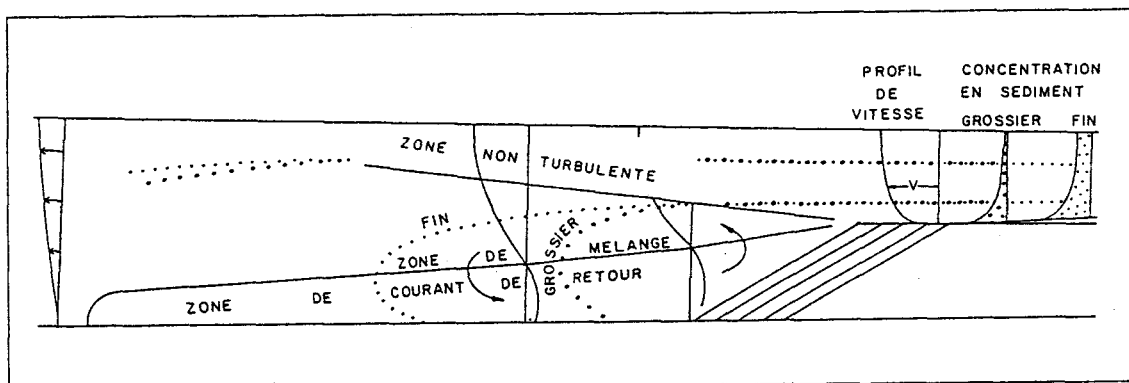 PROFIL
DE
VITESSE
CONCENTRATION
EN SEDIMENT
GROSSIER FIN
V
ZONE NON TURBULENTE
FIN
GROSSIER
ZONE DE MELANGE
ZONE DE COURANT DE RETOUR